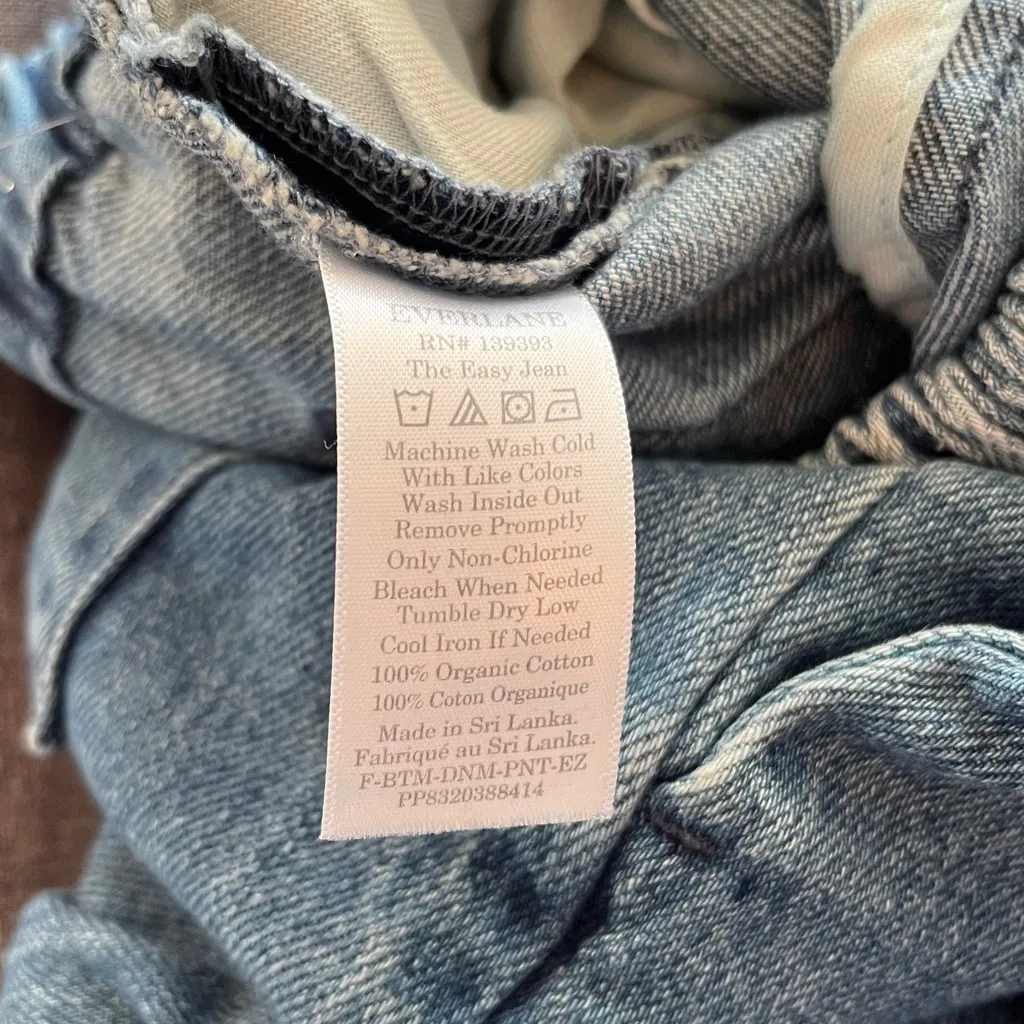 EVERLANE
RN# 139393
The Easy Jean
Machine Wash Cold
With Like Colors
Wash Inside Out
Remove Promptly
Only Non-Chlorine
Bleach When Needed
Tumble Dry Low
Cool Iron If Needed
100% Organic Cotton
100% Coton Organique
Made in Sri Lanka.
Fabriqué au Sri Lanka.
F-BTM-DNM-PNT-EZ
PP8320388414